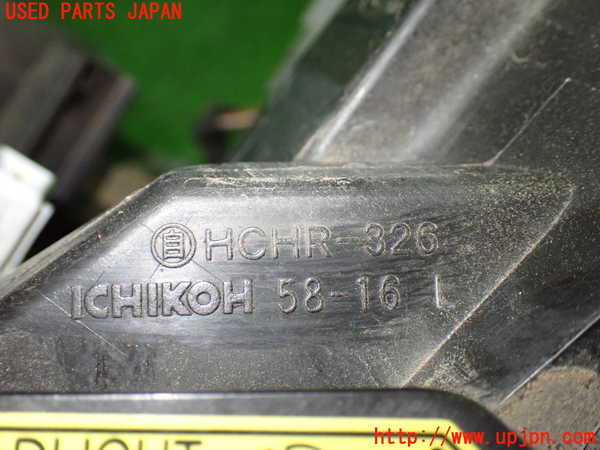 USED PARTS JAPAN
自 HCHR-326
ICHIKOH 58-16 L
http://www.upjpn.com/